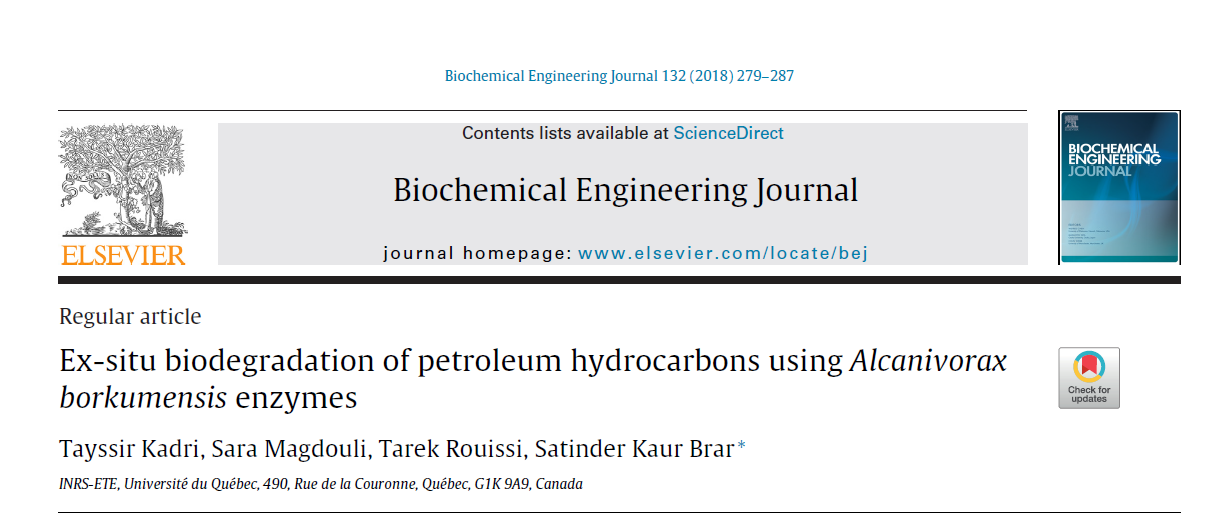 Biochemical Engineering Journal 132 (2018) 279–287
Contents lists available at ScienceDirect
Biochemical Engineering Journal
journal homepage: www.elsevier.com/locate/bej
ELSEVIER
BIOCHEMICAL
ENGINEERING
JOURNAL
Regular article
Ex-situ biodegradation of petroleum hydrocarbons using Alcanivorax
borkumensis enzymes
Check for
updates
Tayssir Kadri, Sara Magdouli, Tarek Rouissi, Satinder Kaur Brar*
INRS-ETE, Université du Québec, 490, Rue de la Couronne, Québec, G1K 9A9, Canada